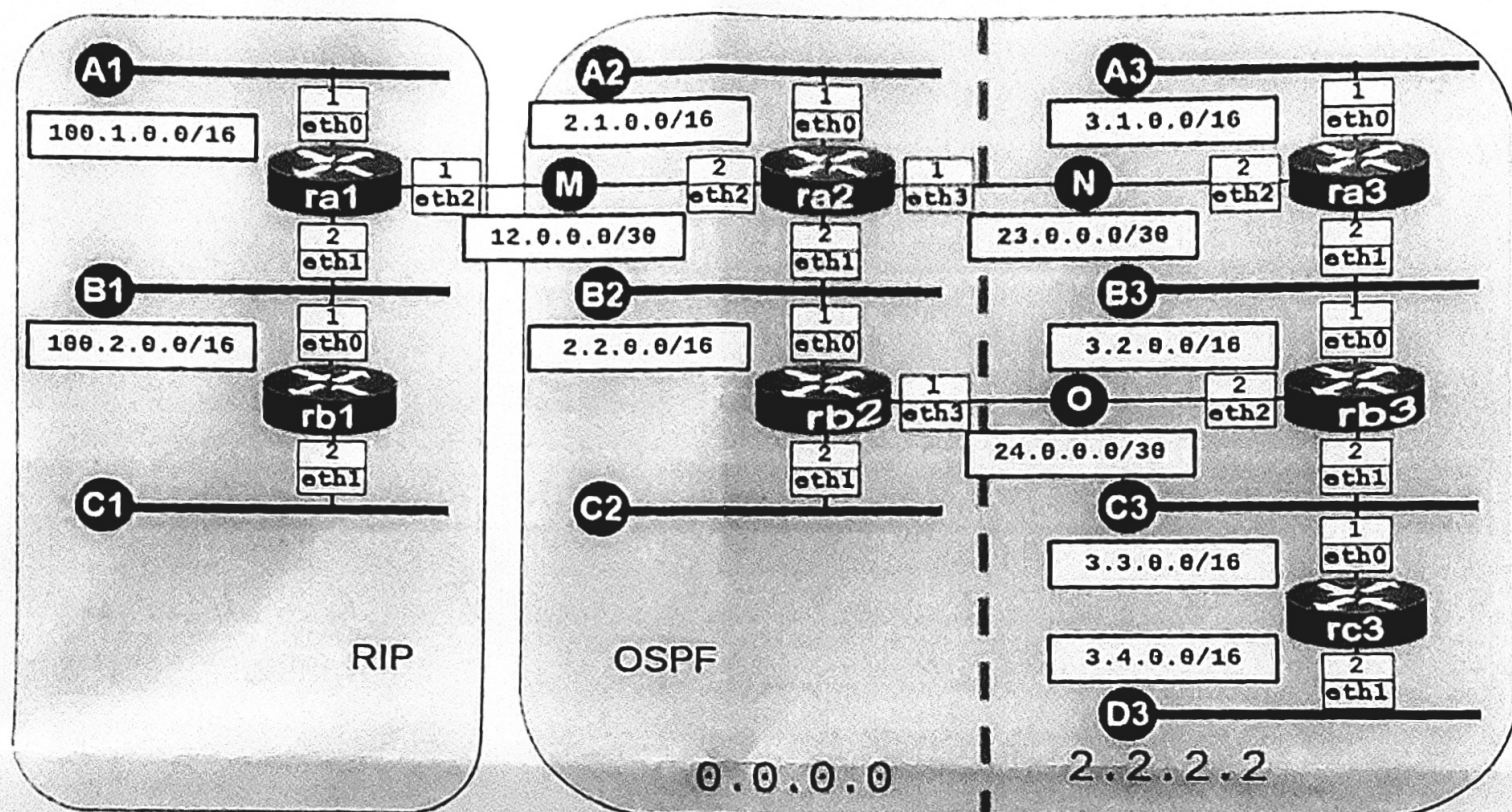 A1
1
eth0
100.1.0.0/16
ra1
1
eth2
2
eth1
B1
100.2.0.0/16
1
eth0
rb1
2
eth1
C1
RIP
M
12.0.0.0/30
A2
2.1.0.0/16
1
eth0
2
eth2
ra2
1
eth3
2
eth1
B2
2.2.0.0/16
1
eth0
rb2
1
eth3
2
eth1
C2
OSPF
0.0.0.0
N
23.0.0.0/30
O
24.0.0.0/30
A3
3.1.0.0/16
1
eth0
2
eth2
ra3
2
eth1
B3
3.2.0.0/16
1
eth0
2
eth2
rb3
2
eth1
C3
3.3.0.0/16
1
eth0
rc3
3.4.0.0/16
2
eth1
D3
2.2.2.2